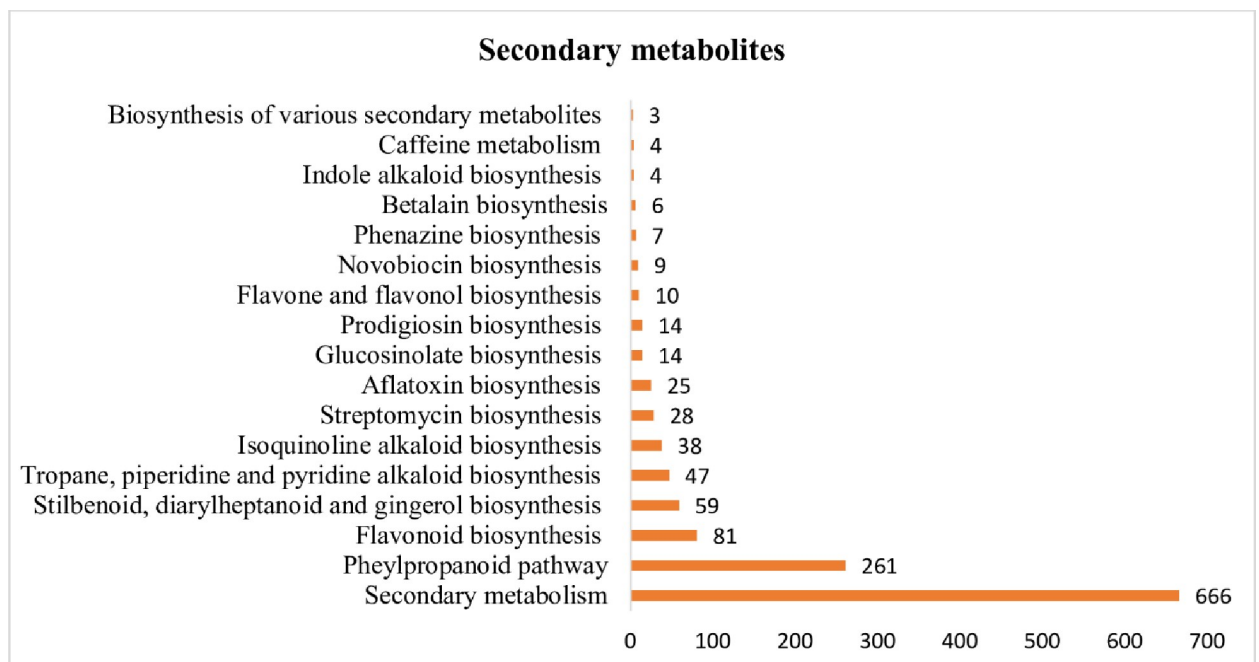 Secondary metabolites
Biosynthesis of various secondary metabolites 3
Caffeine metabolism 4
Indole alkaloid biosynthesis 4
Betalain biosynthesis 6
Phenazine biosynthesis 7
Novobiocin biosynthesis 9
Flavone and flavonol biosynthesis 10
Prodigiosin biosynthesis 14
Glucosinolate biosynthesis 14
Aflatoxin biosynthesis 25
Streptomycin biosynthesis 28
Isoquinoline alkaloid biosynthesis 38
Tropane, piperidine and pyridine alkaloid biosynthesis 47
Stilbenoid, diarylheptanoid and gingerol biosynthesis 59
Flavonoid biosynthesis 81
Pheylpropanoid pathway 261
Secondary metabolism 666
0 100 200 300 400 500 600 700